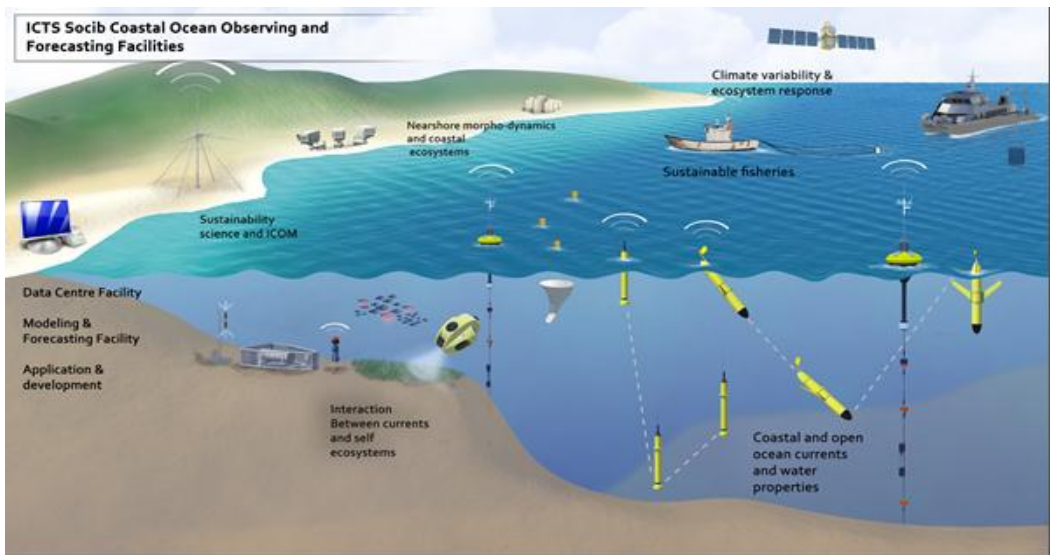 ICTS Socib Coastal Ocean Observing and
Forecasting Facilities
Climate variability &
ecosystem response
Nearshore morpho-dynamics
and coastal
ecosystems
Sustainable fisheries
Sustainability
science and ICOM
Data Centre Facility
Modeling &
Forecasting Facility
Application &
development
Interaction
Between currents
and self
ecosystems
Coastal and open
ocean currents
and water
properties